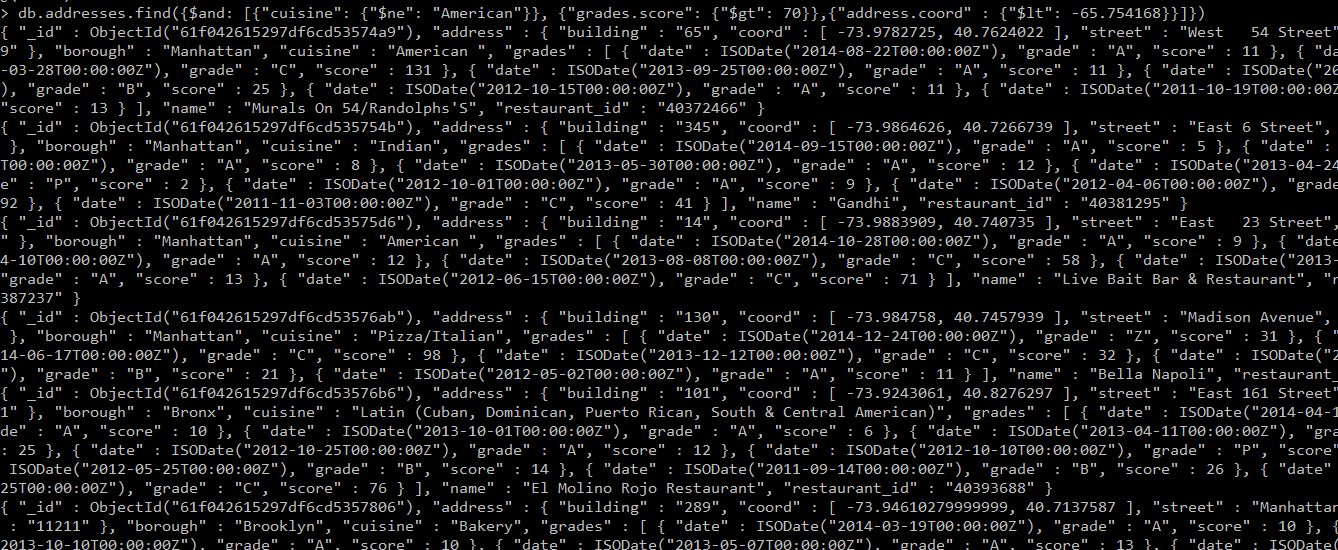 > db.addresses.find({$and: [{"cuisine": {"$ne": "American"}}, {"grades.score": {"$gt": 70}},{"address.coord" : {"$lt": -65.754168}}]})
{ "_id" : ObjectId("61f042615297df6cd53574a9"), "address" : { "building" : "65", "coord" : [ -73.9782725, 40.7624022 ], "street" : "West   54 Street"
9" }, "borough" : "Manhattan", "cuisine" : "American ", "grades" : [ { "date" : ISODate("2014-08-22T00:00:00Z"), "grade" : "A", "score" : 11 }, { "da
-03-28T00:00:00Z"), "grade" : "C", "score" : 131 }, { "date" : ISODate("2013-09-25T00:00:00Z"), "grade" : "A", "score" : 11 }, { "date" : ISODate("20
), "grade" : "B", "score" : 25 }, { "date" : ISODate("2012-10-15T00:00:00Z"), "grade" : "A", "score" : 11 }, { "date" : ISODate("2011-10-19T00:00:00Z
"score" : 13 } ], "name" : "Murals On 54/Randolphs'S", "restaurant_id" : "40372466" }
{ "_id" : ObjectId("61f042615297df6cd535754b"), "address" : { "building" : "345", "coord" : [ -73.9864626, 40.7266739 ], "street" : "East 6 Street",
 }, "borough" : "Manhattan", "cuisine" : "Indian", "grades" : [ { "date" : ISODate("2014-09-15T00:00:00Z"), "grade" : "A", "score" : 5 }, { "date" :
T00:00:00Z"), "grade" : "A", "score" : 8 }, { "date" : ISODate("2013-05-30T00:00:00Z"), "grade" : "A", "score" : 12 }, { "date" : ISODate("2013-04-24
e" : "P", "score" : 2 }, { "date" : ISODate("2012-10-01T00:00:00Z"), "grade" : "A", "score" : 9 }, { "date" : ISODate("2012-04-06T00:00:00Z"), "grade
92 }, { "date" : ISODate("2011-11-03T00:00:00Z"), "grade" : "C", "score" : 41 } ], "name" : "Gandhi", "restaurant_id" : "40381295" }
{ "_id" : ObjectId("61f042615297df6cd53575d6"), "address" : { "building" : "14", "coord" : [ -73.9883909, 40.740735 ], "street" : "East   23 Street",
" }, "borough" : "Manhattan", "cuisine" : "American ", "grades" : [ { "date" : ISODate("2014-10-28T00:00:00Z"), "grade" : "A", "score" : 9 }, { "date
4-10T00:00:00Z"), "grade" : "A", "score" : 12 }, { "date" : ISODate("2013-08-08T00:00:00Z"), "grade" : "C", "score" : 58 }, { "date" : ISODate("2013-
"grade" : "A", "score" : 13 }, { "date" : ISODate("2012-06-15T00:00:00Z"), "grade" : "C", "score" : 71 } ], "name" : "Live Bait Bar & Restaurant", "r
387237" }
{ "_id" : ObjectId("61f042615297df6cd53576ab"), "address" : { "building" : "130", "coord" : [ -73.984758, 40.7457939 ], "street" : "Madison Avenue",
 }, "borough" : "Manhattan", "cuisine" : "Pizza/Italian", "grades" : [ { "date" : ISODate("2014-12-24T00:00:00Z"), "grade" : "Z", "score" : 31 }, {
14-06-17T00:00:00Z"), "grade" : "C", "score" : 98 }, { "date" : ISODate("2013-12-12T00:00:00Z"), "grade" : "C", "score" : 32 }, { "date" : ISODate("2
"), "grade" : "B", "score" : 21 }, { "date" : ISODate("2012-05-02T00:00:00Z"), "grade" : "A", "score" : 11 } ], "name" : "Bella Napoli", "restaurant_
{ "_id" : ObjectId("61f042615297df6cd53576b6"), "address" : { "building" : "101", "coord" : [ -73.9243061, 40.8276297 ], "street" : "East 161 Street"
1" }, "borough" : "Bronx", "cuisine" : "Latin (Cuban, Dominican, Puerto Rican, South & Central American)", "grades" : [ { "date" : ISODate("2014-04-1
de" : "A", "score" : 10 }, { "date" : ISODate("2013-10-01T00:00:00Z"), "grade" : "A", "score" : 6 }, { "date" : ISODate("2013-04-11T00:00:00Z"), "gra
: 25 }, { "date" : ISODate("2012-10-25T00:00:00Z"), "grade" : "A", "score" : 12 }, { "date" : ISODate("2012-10-10T00:00:00Z"), "grade" : "P", "score"
 ISODate("2012-05-25T00:00:00Z"), "grade" : "B", "score" : 14 }, { "date" : ISODate("2011-09-14T00:00:00Z"), "grade" : "B", "score" : 26 }, { "date"
25T00:00:00Z"), "grade" : "C", "score" : 76 } ], "name" : "El Molino Rojo Restaurant", "restaurant_id" : "40393688" }
{ "_id" : ObjectId("61f042615297df6cd5357806"), "address" : { "building" : "289", "coord" : [ -73.94610279999999, 40.7137587 ], "street" : "Manhattan
 : "11211" }, "borough" : "Brooklyn", "cuisine" : "Bakery", "grades" : [ { "date" : ISODate("2014-03-19T00:00:00Z"), "grade" : "A", "score" : 10 }, {
2013-10-10T00:00:00Z"), "grade" : "A", "score" : 10 }, { "date" : ISODate("2013-05-07T00:00:00Z"), "grade" : "A", "score" : 13 }, { "date" : ISODate(